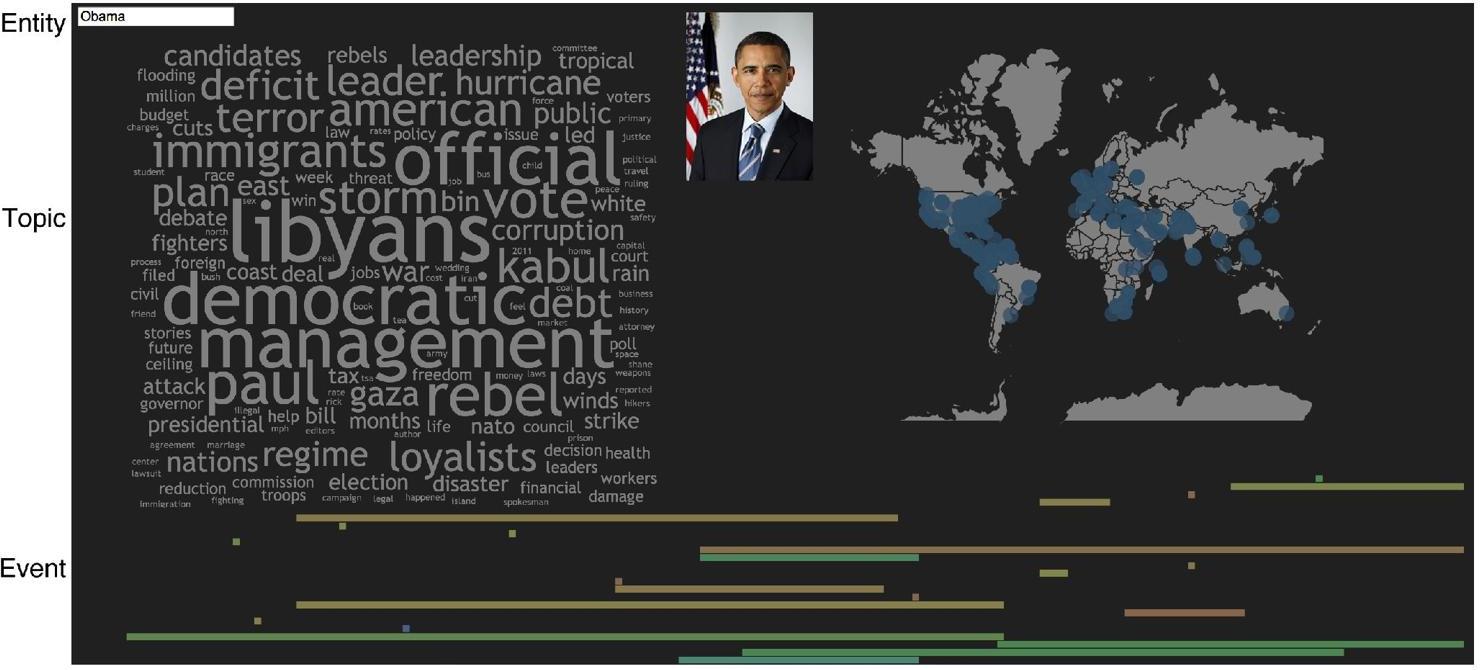 Entity
Obama
candidates rebels leadership committee tropical
flooding deficit leader hurricane
million american force public voters
budget terror primary
charges cuts law rates policy issue led justice
immigrants official child political
student race week threat job bus travel
plan east sex win storm bin vote peace white ruling
Topic
debate north libyans corruption safety
fighters real 2011 home capital
process foreign coast deal jobs war wedding kabul court
filed bush cost iran rain
civil democratic cut coal debt business
friend book tea feel market history
stories management attorney
future army poll space
ceiling shane
attack paul tax tsa freedom money laws days weapons
governor rate rick gaza rebel winds reported
illegal hikers
presidential help bill months life nato council strike
mph editors author prison
agreement marriage regime loyalists decision health
center nations leaders
lawsuit commission election disaster workers
reduction troops financial damage
immigration fighting campaign legal happened island spokesman
Event